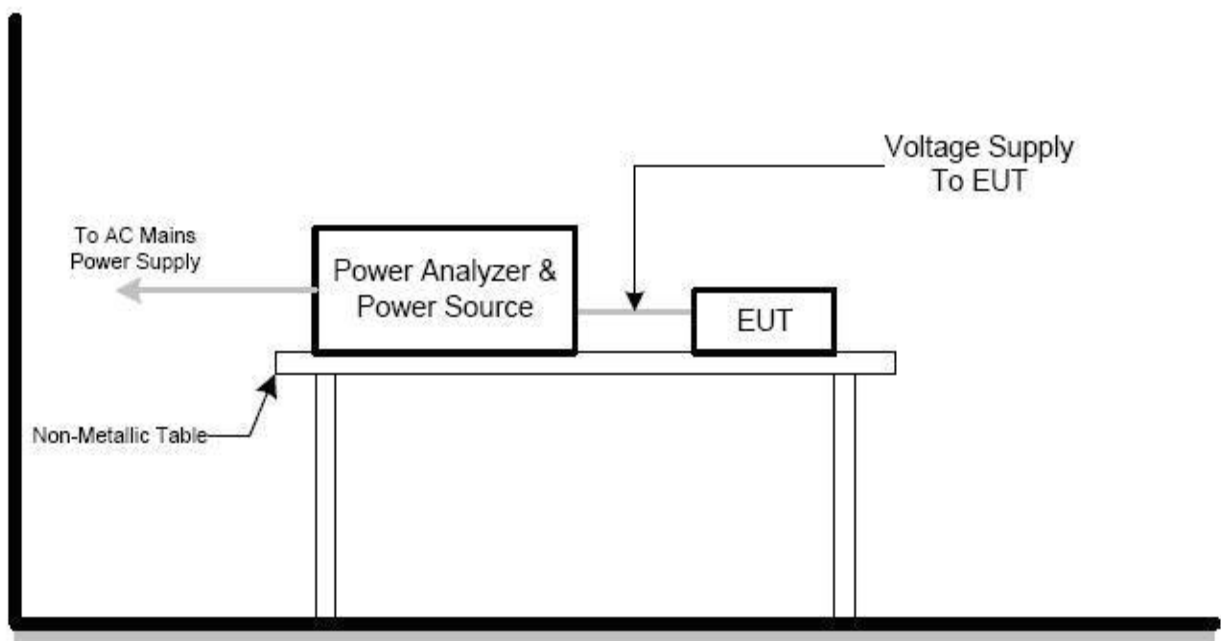 Voltage Supply
To EUT
To AC Mains
Power Supply
Power Analyzer &
Power Source
EUT
Non-Metallic Table